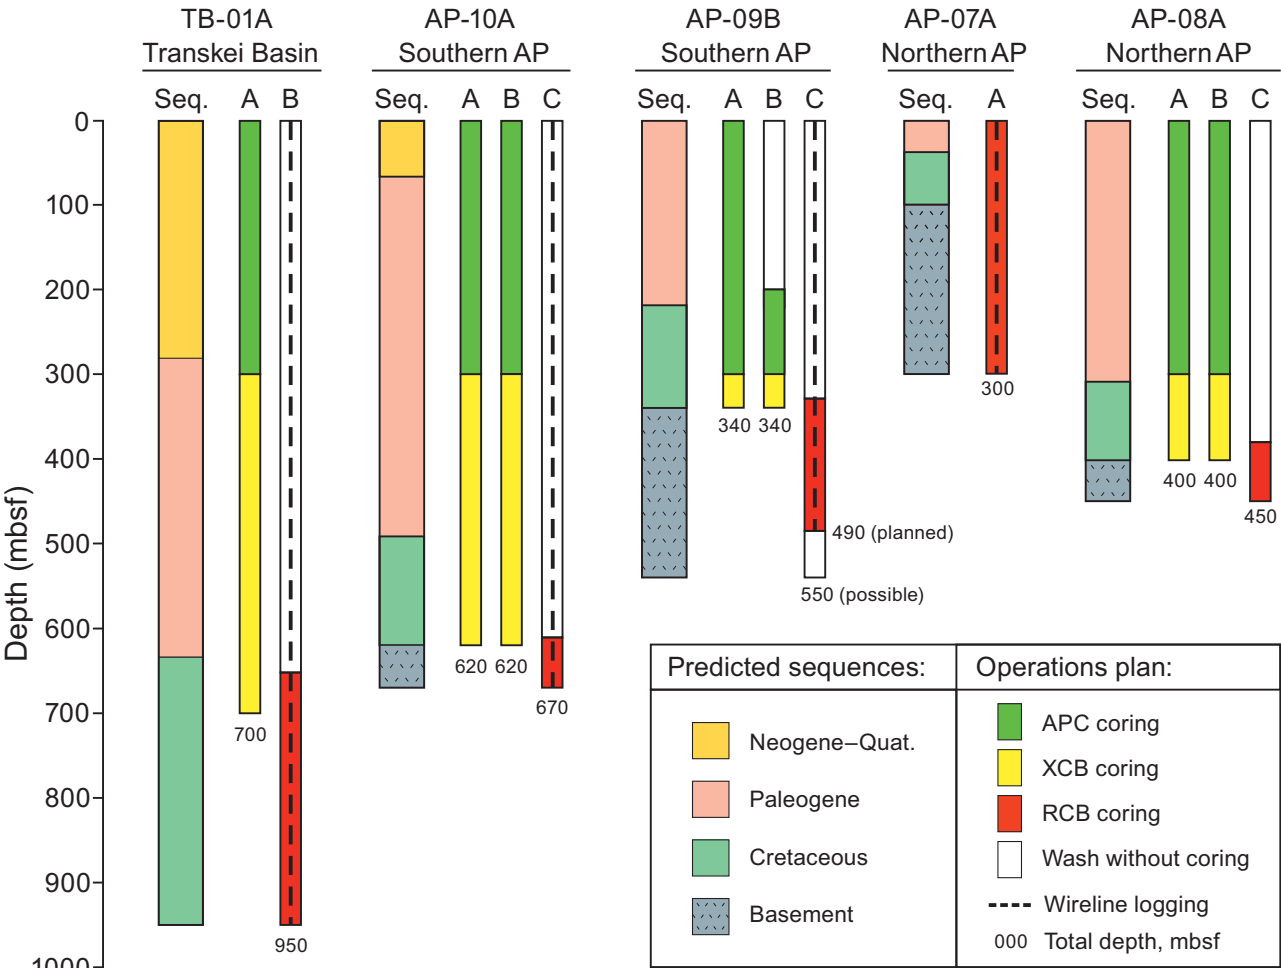 TB-01A AP-10A AP-09B AP-07A AP-08A
Transkei Basin Southern AP Southern AP Northern AP Northern AP
Seq. A B Seq. A B C Seq. A B C Seq. A Seq. A B C
0
100
200
300
400
500
600
700
800
900
1000
Depth (mbsf)
700
950
620 620
670
340 340
490 (planned)
550 (possible)
300
400 400
450
Predicted sequences:
Neogene–Quat.
Paleogene
Cretaceous
Basement
Operations plan:
APC coring
XCB coring
RCB coring
Wash without coring
Wireline logging
000 Total depth, mbsf